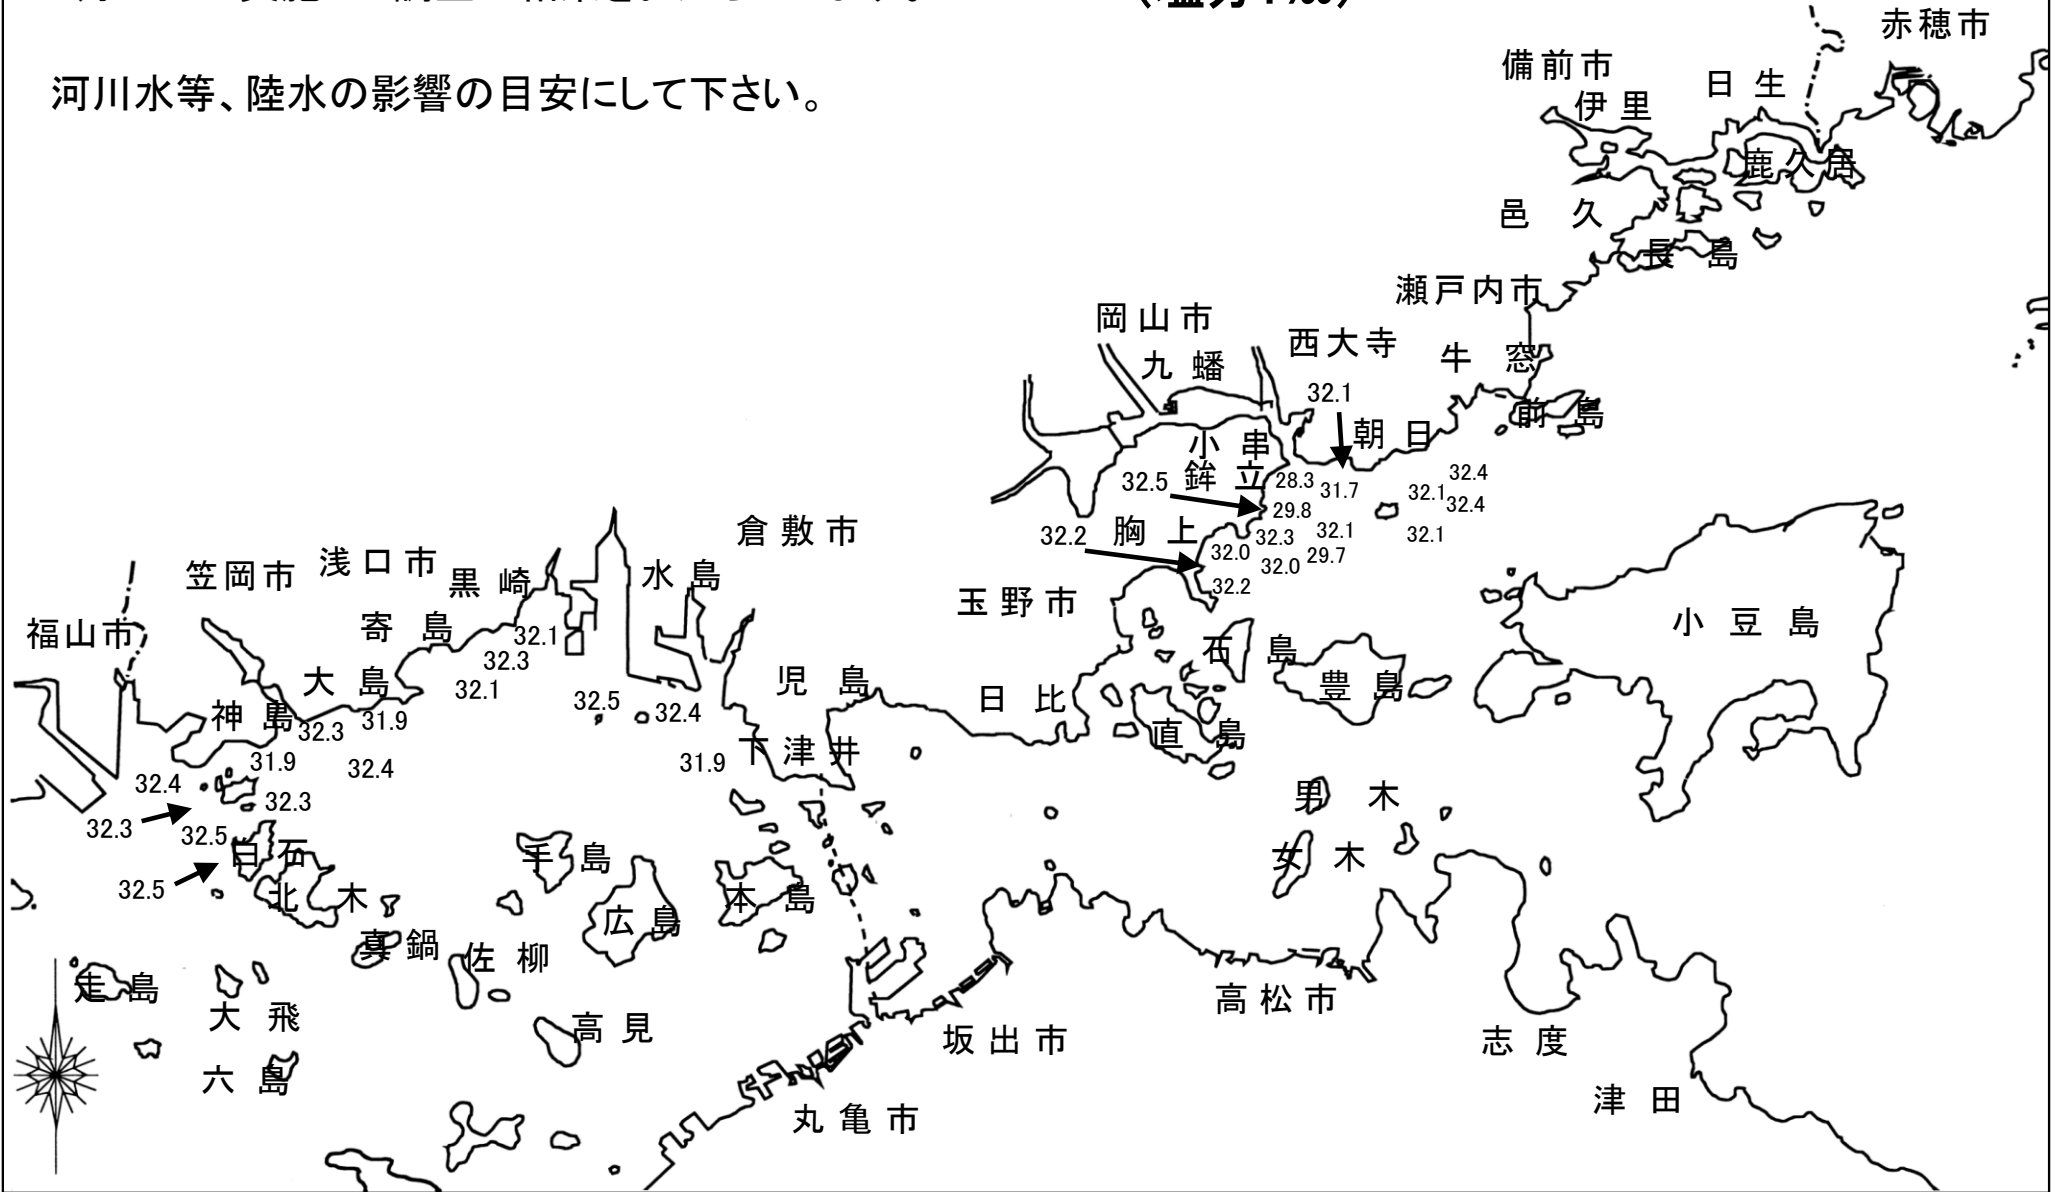 河川水等、陸水の影響の目安にして下さい。
赤穂市
備前市
日生
伊里
鹿久居
邑久
長島
瀬戸内市
岡山市
九蟠
西大寺
牛窓
32.1
前島
朝日
小串
32.5
鉾立
28.3
31.7
32.1
32.4
32.4
29.8
32.2
胸上
32.3
32.1
32.1
32.0
32.0
29.7
32.2
倉敷市
玉野市
小豆島
石島
豊島
日比
直島
男木
女木
水島
児島
下津井
笠岡市
浅口市
黒崎
寄島
福山市
32.1
32.3
32.1
32.5
32.4
31.9
大島
神島
32.3
31.9
31.9
32.4
32.4
32.3
32.3
32.5
白石
32.5
北木
真鍋
佐柳
手島
広島
本島
走島
大飛
六島
高見
高松市
坂出市
丸亀市
志度
津田